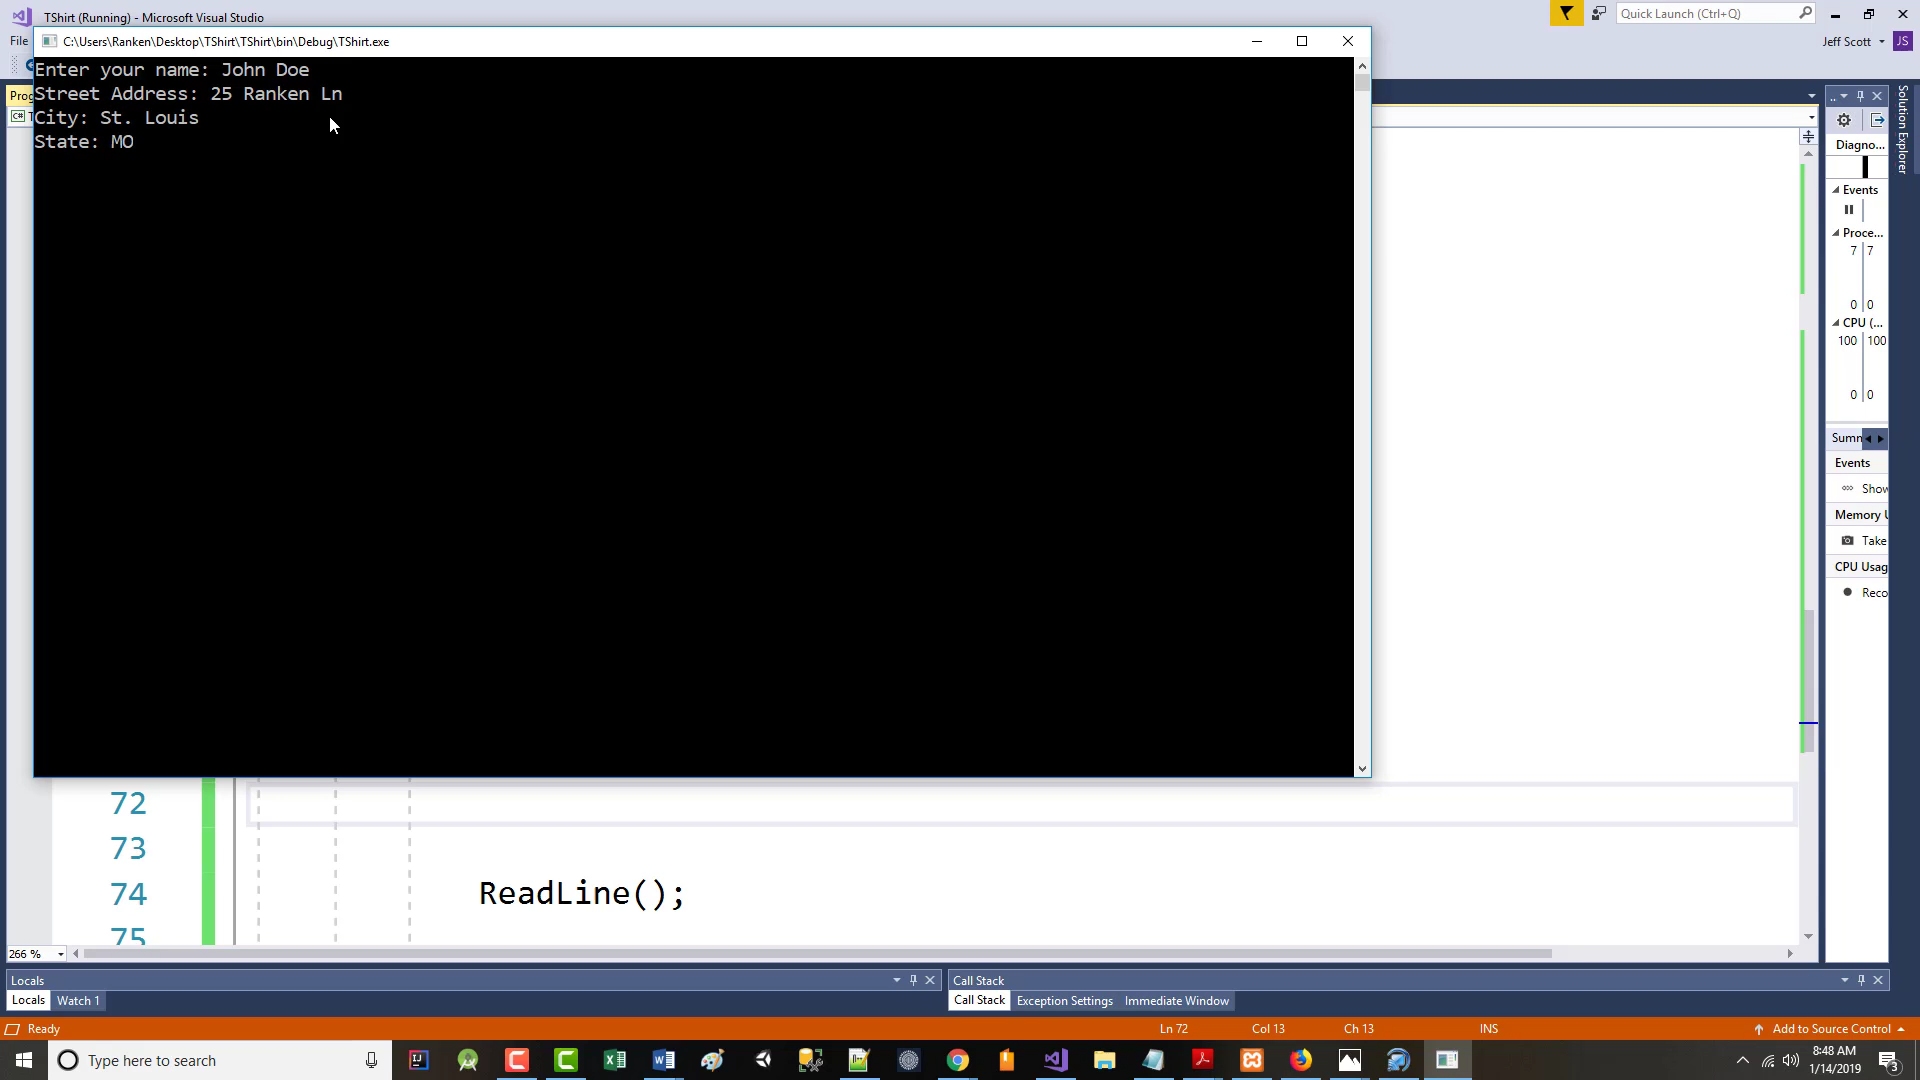 TShirt (Running) - Microsoft Visual Studio
Quick Launch (Ctrl+Q)
File
C:\Users\Ranken\Desktop\TShirt\TShirt\bin\Debug\TShirt.exe
Jeff Scott
JS
Enter your name: John Doe
Street Address: 25 Ranken Ln
City: St. Louis
State: MO
Prog
C#
T
Solution Explorer
..
Diagno...
Events
Proce...
7 7
0 0
CPU (...
100 100
0 0
Summ
Events
Show
Memory U
Take
CPU Usag
Reco
72
73
74 ReadLine();
75
266 %
Locals
Call Stack
Locals Watch 1
Call Stack Exception Settings Immediate Window
Ready
Ln 72 Col 13 Ch 13 INS
Add to Source Control
Type here to search
8:48 AM
1/14/2019
3